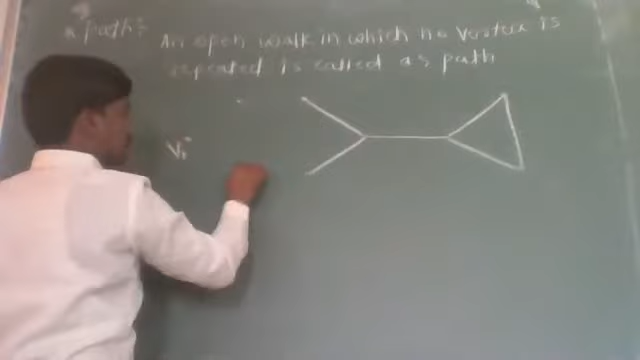 a path:- An open walk in which no vertex is
repeated is called as path
V₁-